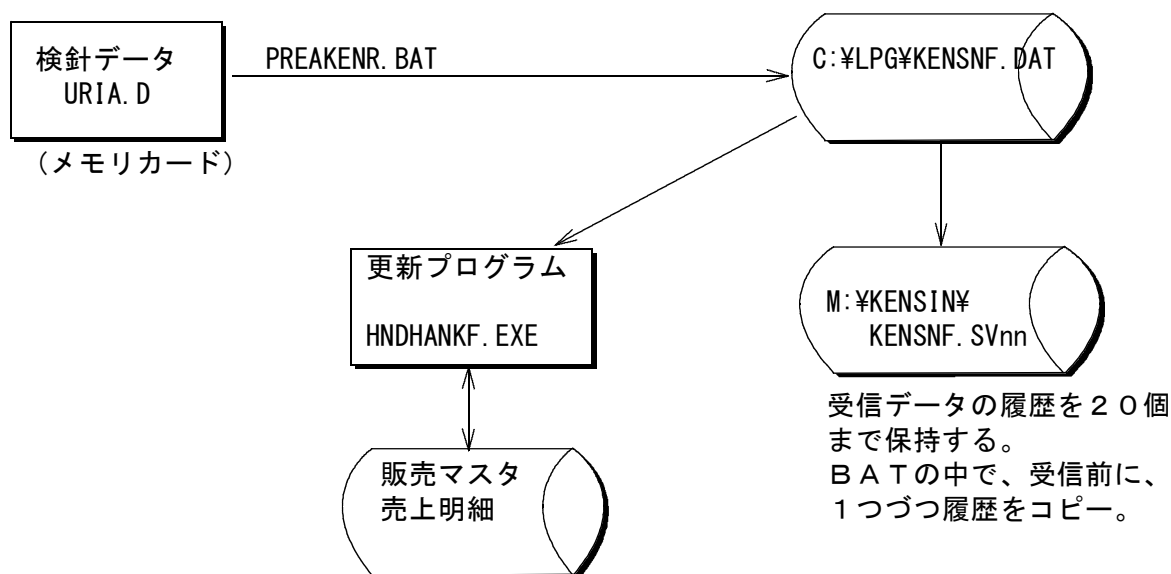 検針データ
URIA.D
（メモリカード）
PREAKENR.BAT
C:¥LPG¥KENSNF.DAT
更新プログラム
HNDHANKF.EXE
M:¥KENSIN¥
KENSNF.SVnn
受信データの履歴を２０個
まで保持する。
ＢＡＴの中で、受信前に、
１つづつ履歴をコピー。
販売マスタ
売上明細